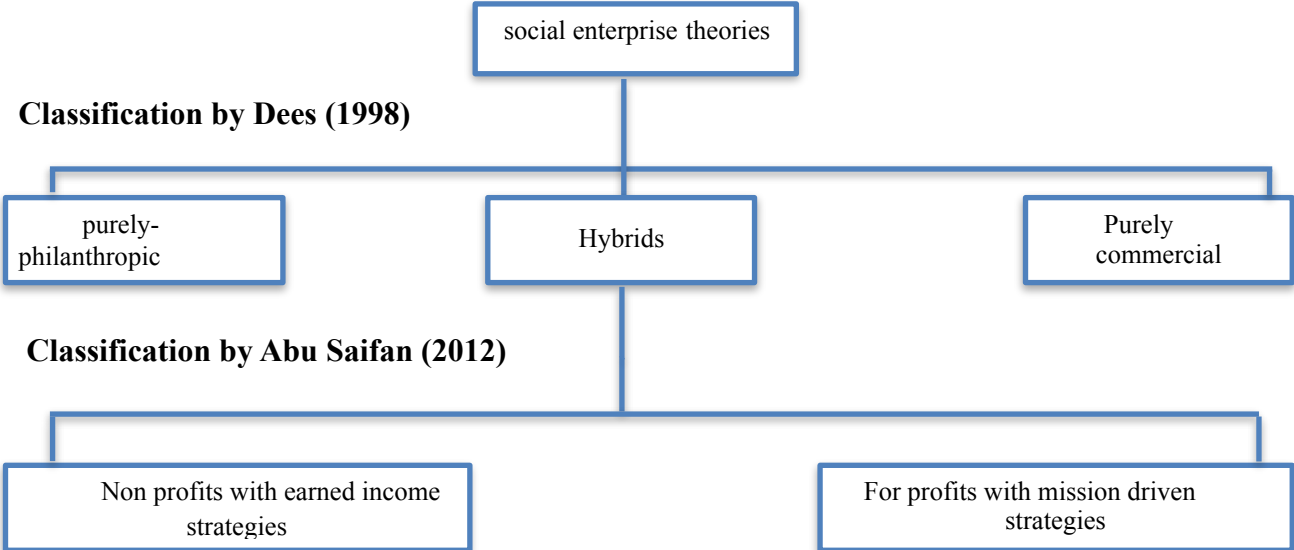 social enterprise theories
Classification by Dees (1998)
purely-
philanthropic
Hybrids
Purely
commercial
Classification by Abu Saifan (2012)
Non profits with earned income
strategies
For profits with mission driven
strategies